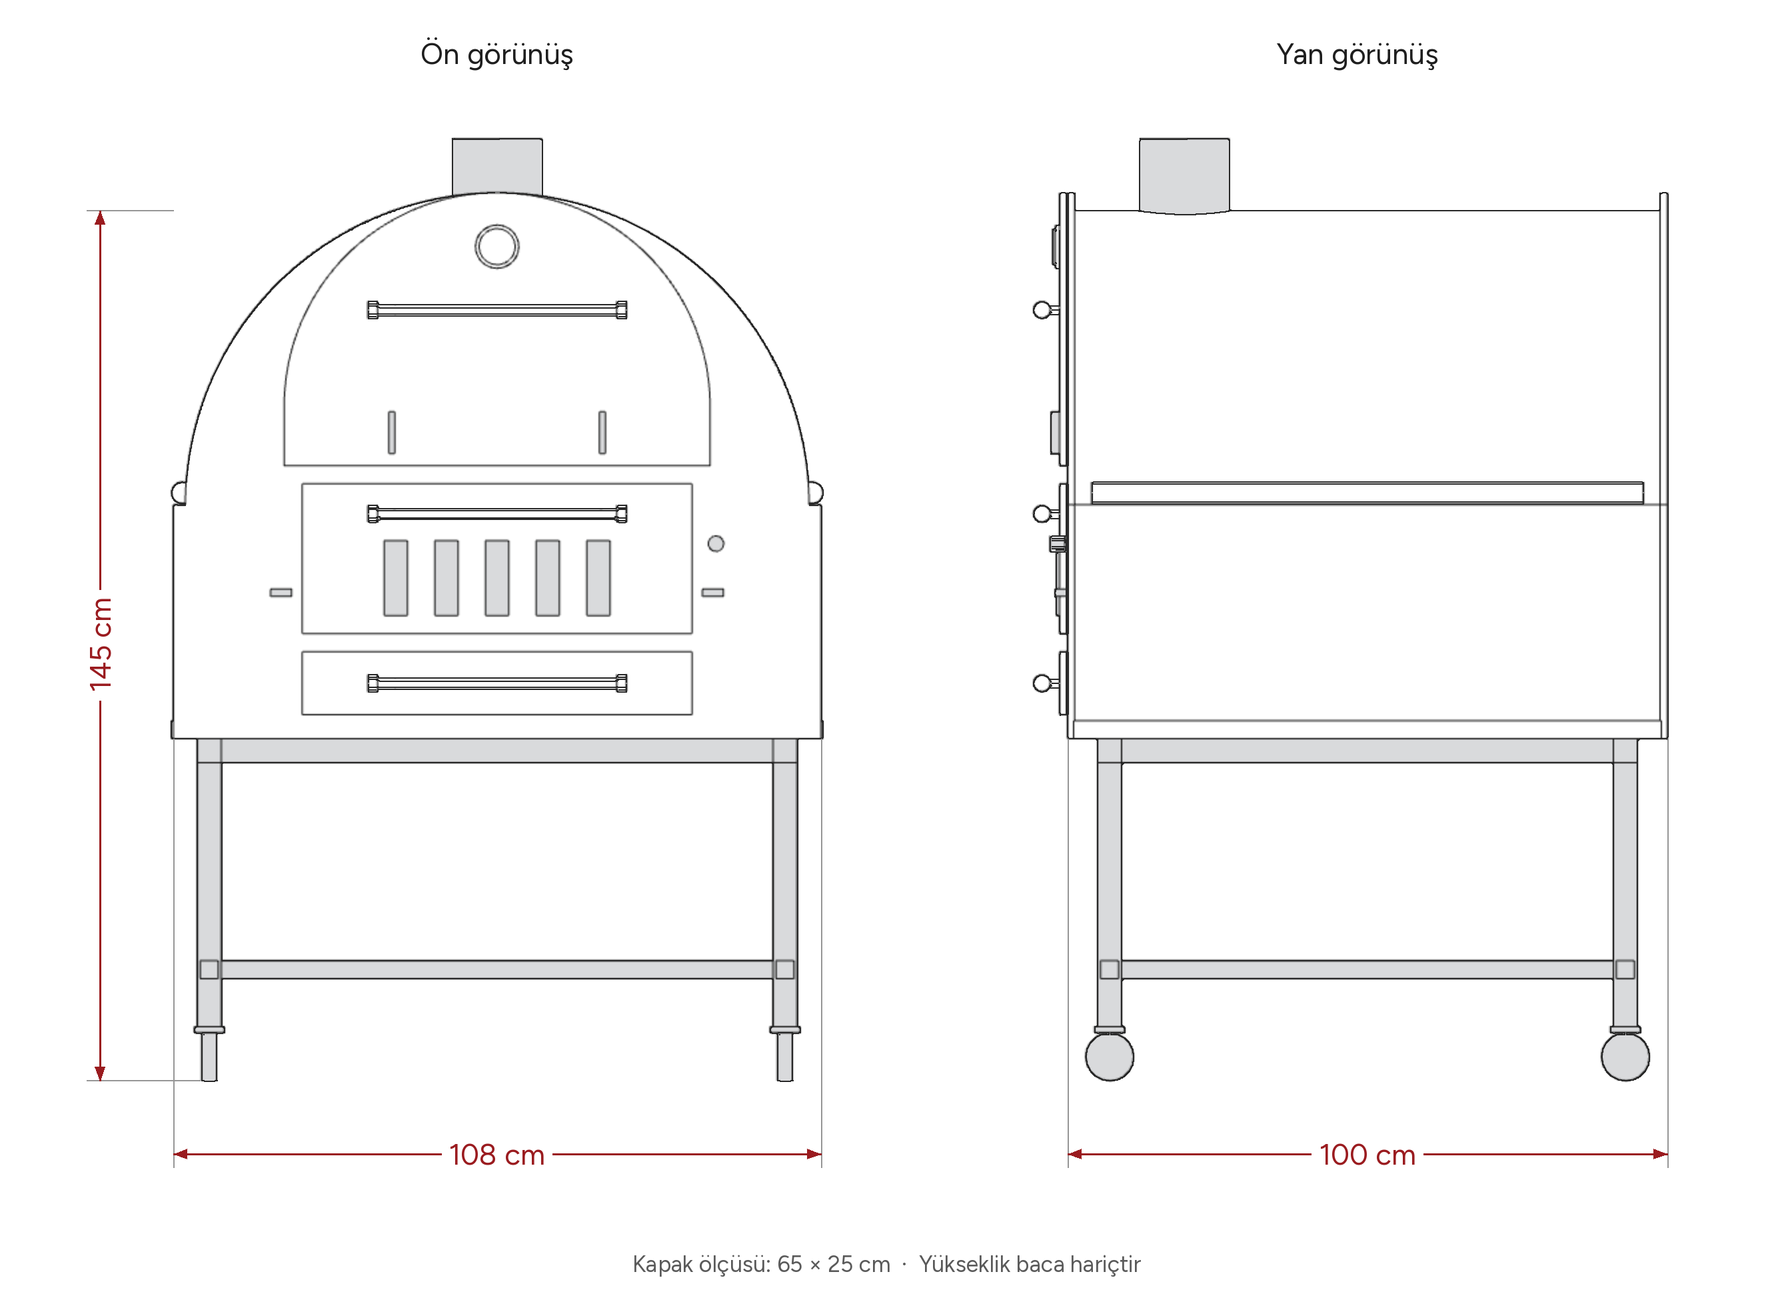 Ön görünüş
Yan görünüş
145 cm
108 cm
100 cm
Kapak ölçüsü: 65 × 25 cm · Yükseklik baca hariçtir